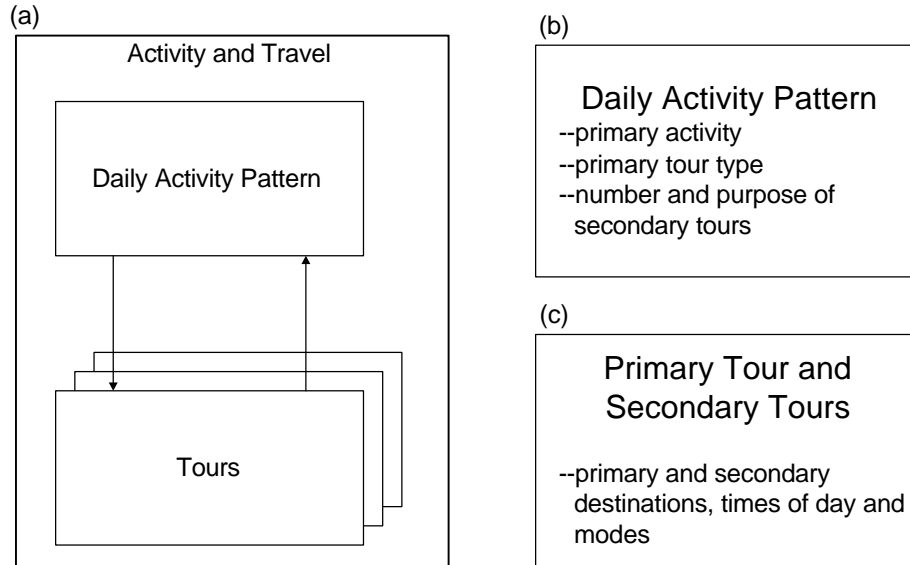 (a)
Activity and Travel
Daily Activity Pattern
Tours
(b)
Daily Activity Pattern
--primary activity
--primary tour type
--number and purpose of
secondary tours
(c)
Primary Tour and
Secondary Tours
--primary and secondary
destinations, times of day and
modes